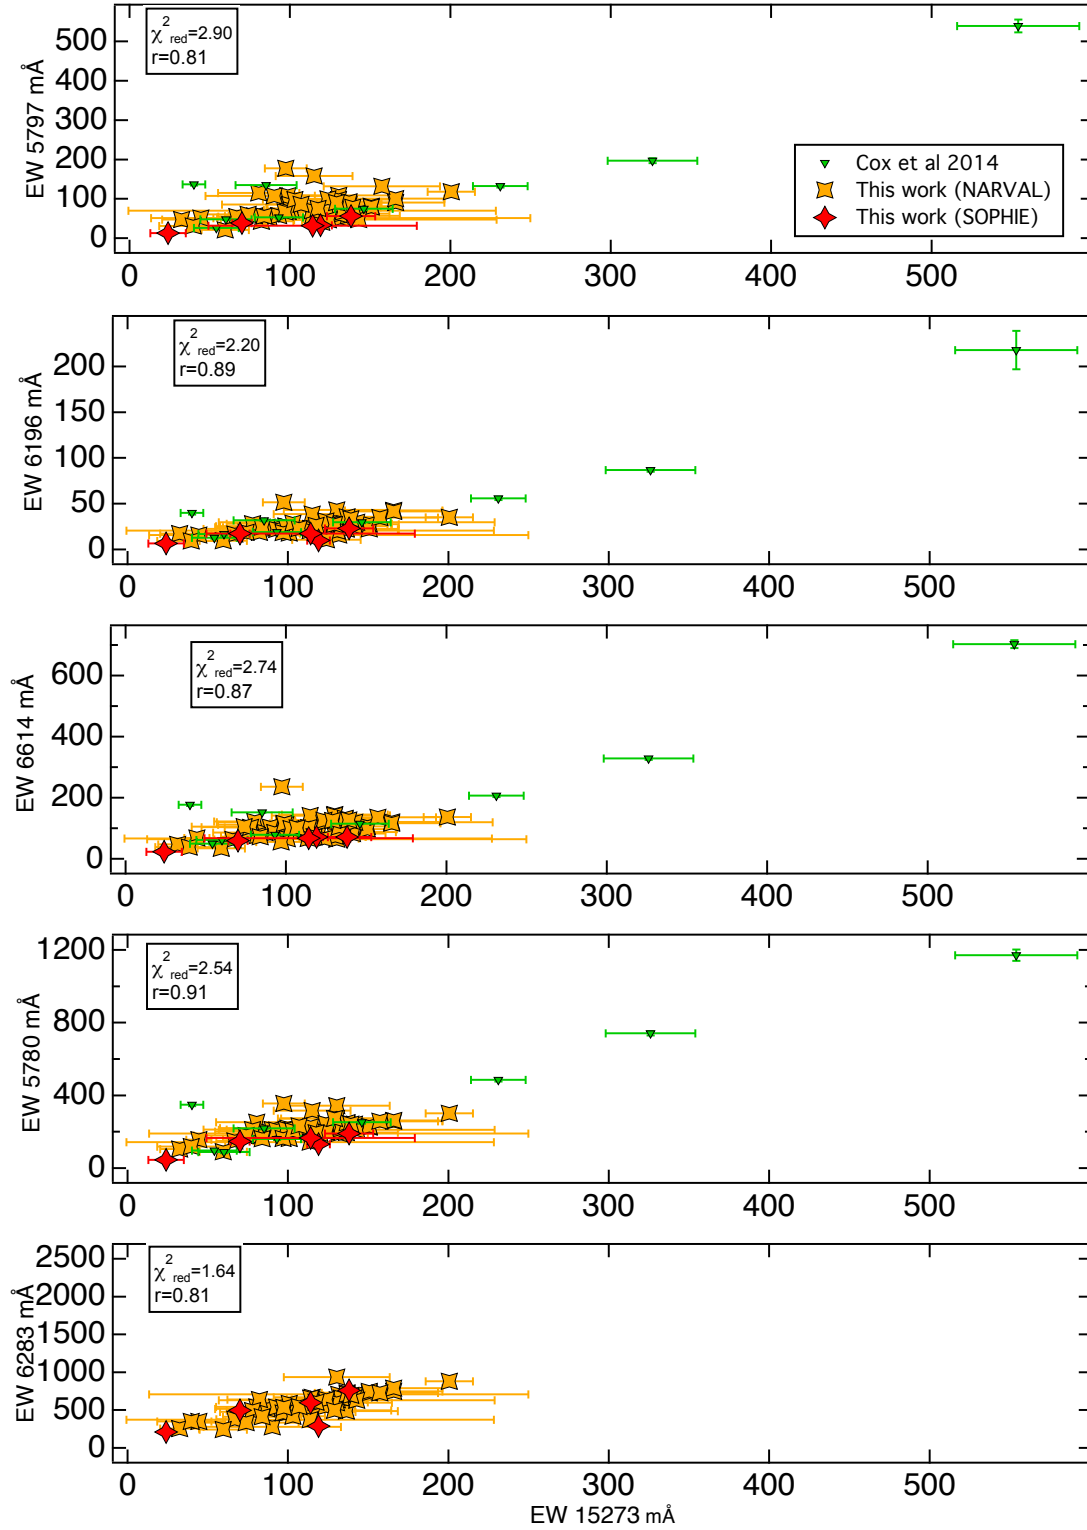 χ²red=2.90
r=0.81
EW 5797 mÅ
500
400
300
200
100
0
Cox et al 2014
This work (NARVAL)
This work (SOPHIE)
0 100 200 300 400 500
χ²red=2.20
r=0.89
EW 6196 mÅ
200
150
100
50
0
0 100 200 300 400 500
χ²red=2.74
r=0.87
EW 6614 mÅ
600
400
200
0
0 100 200 300 400 500
χ²red=2.54
r=0.91
EW 5780 mÅ
1200
800
400
0
0 100 200 300 400 500
χ²red=1.64
r=0.81
EW 6283 mÅ
2500
2000
1500
1000
500
0
0 100 200 300 400 500
EW 15273 mÅ